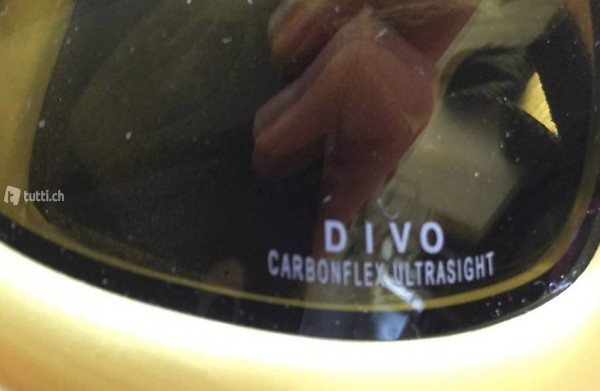 tutti.ch
DIVO
CARBONFLEX ULTRASIGHT